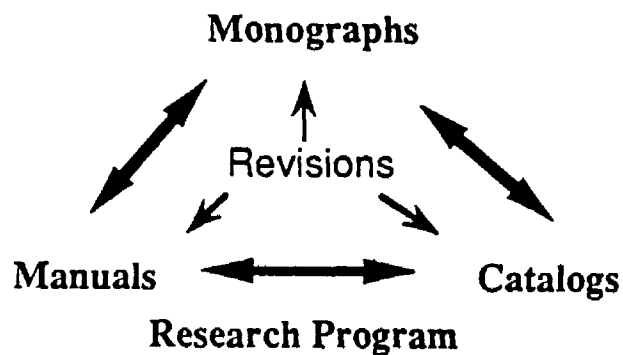 Monographs
Revisions
Manuals
Catalogs
Research Program